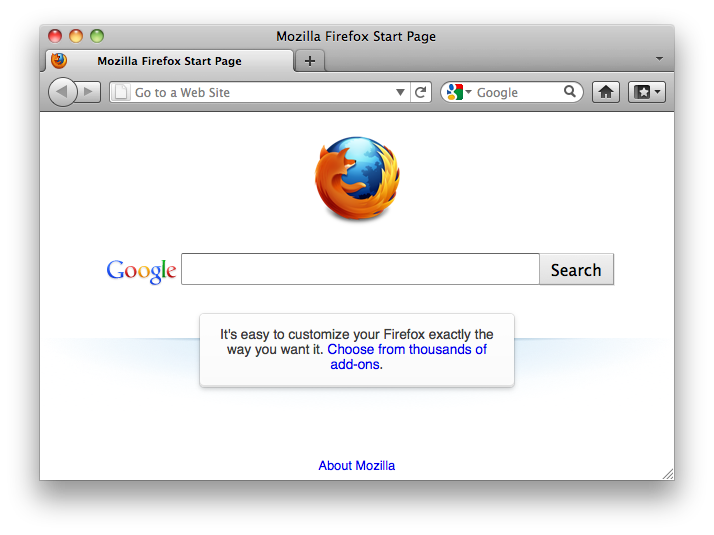 Mozilla Firefox Start Page
Mozilla Firefox Start Page
Go to a Web Site
Google
Google
Search
It's easy to customize your Firefox exactly the
way you want it. Choose from thousands of
add-ons.
About Mozilla